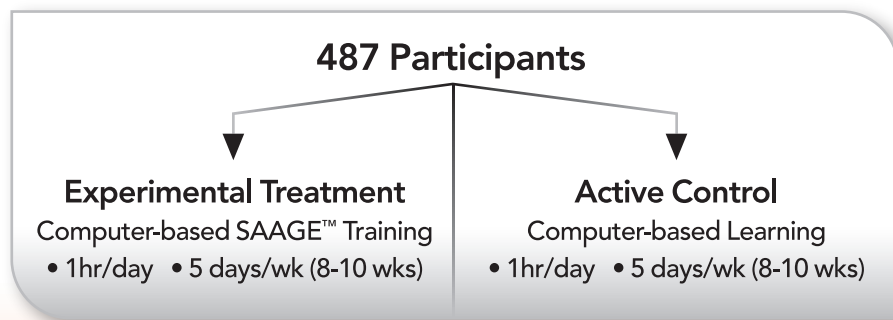 487 Participants
Experimental Treatment
Computer-based SAAGE™ Training
• 1hr/day • 5 days/wk (8-10 wks)
Active Control
Computer-based Learning
• 1hr/day • 5 days/wk (8-10 wks)